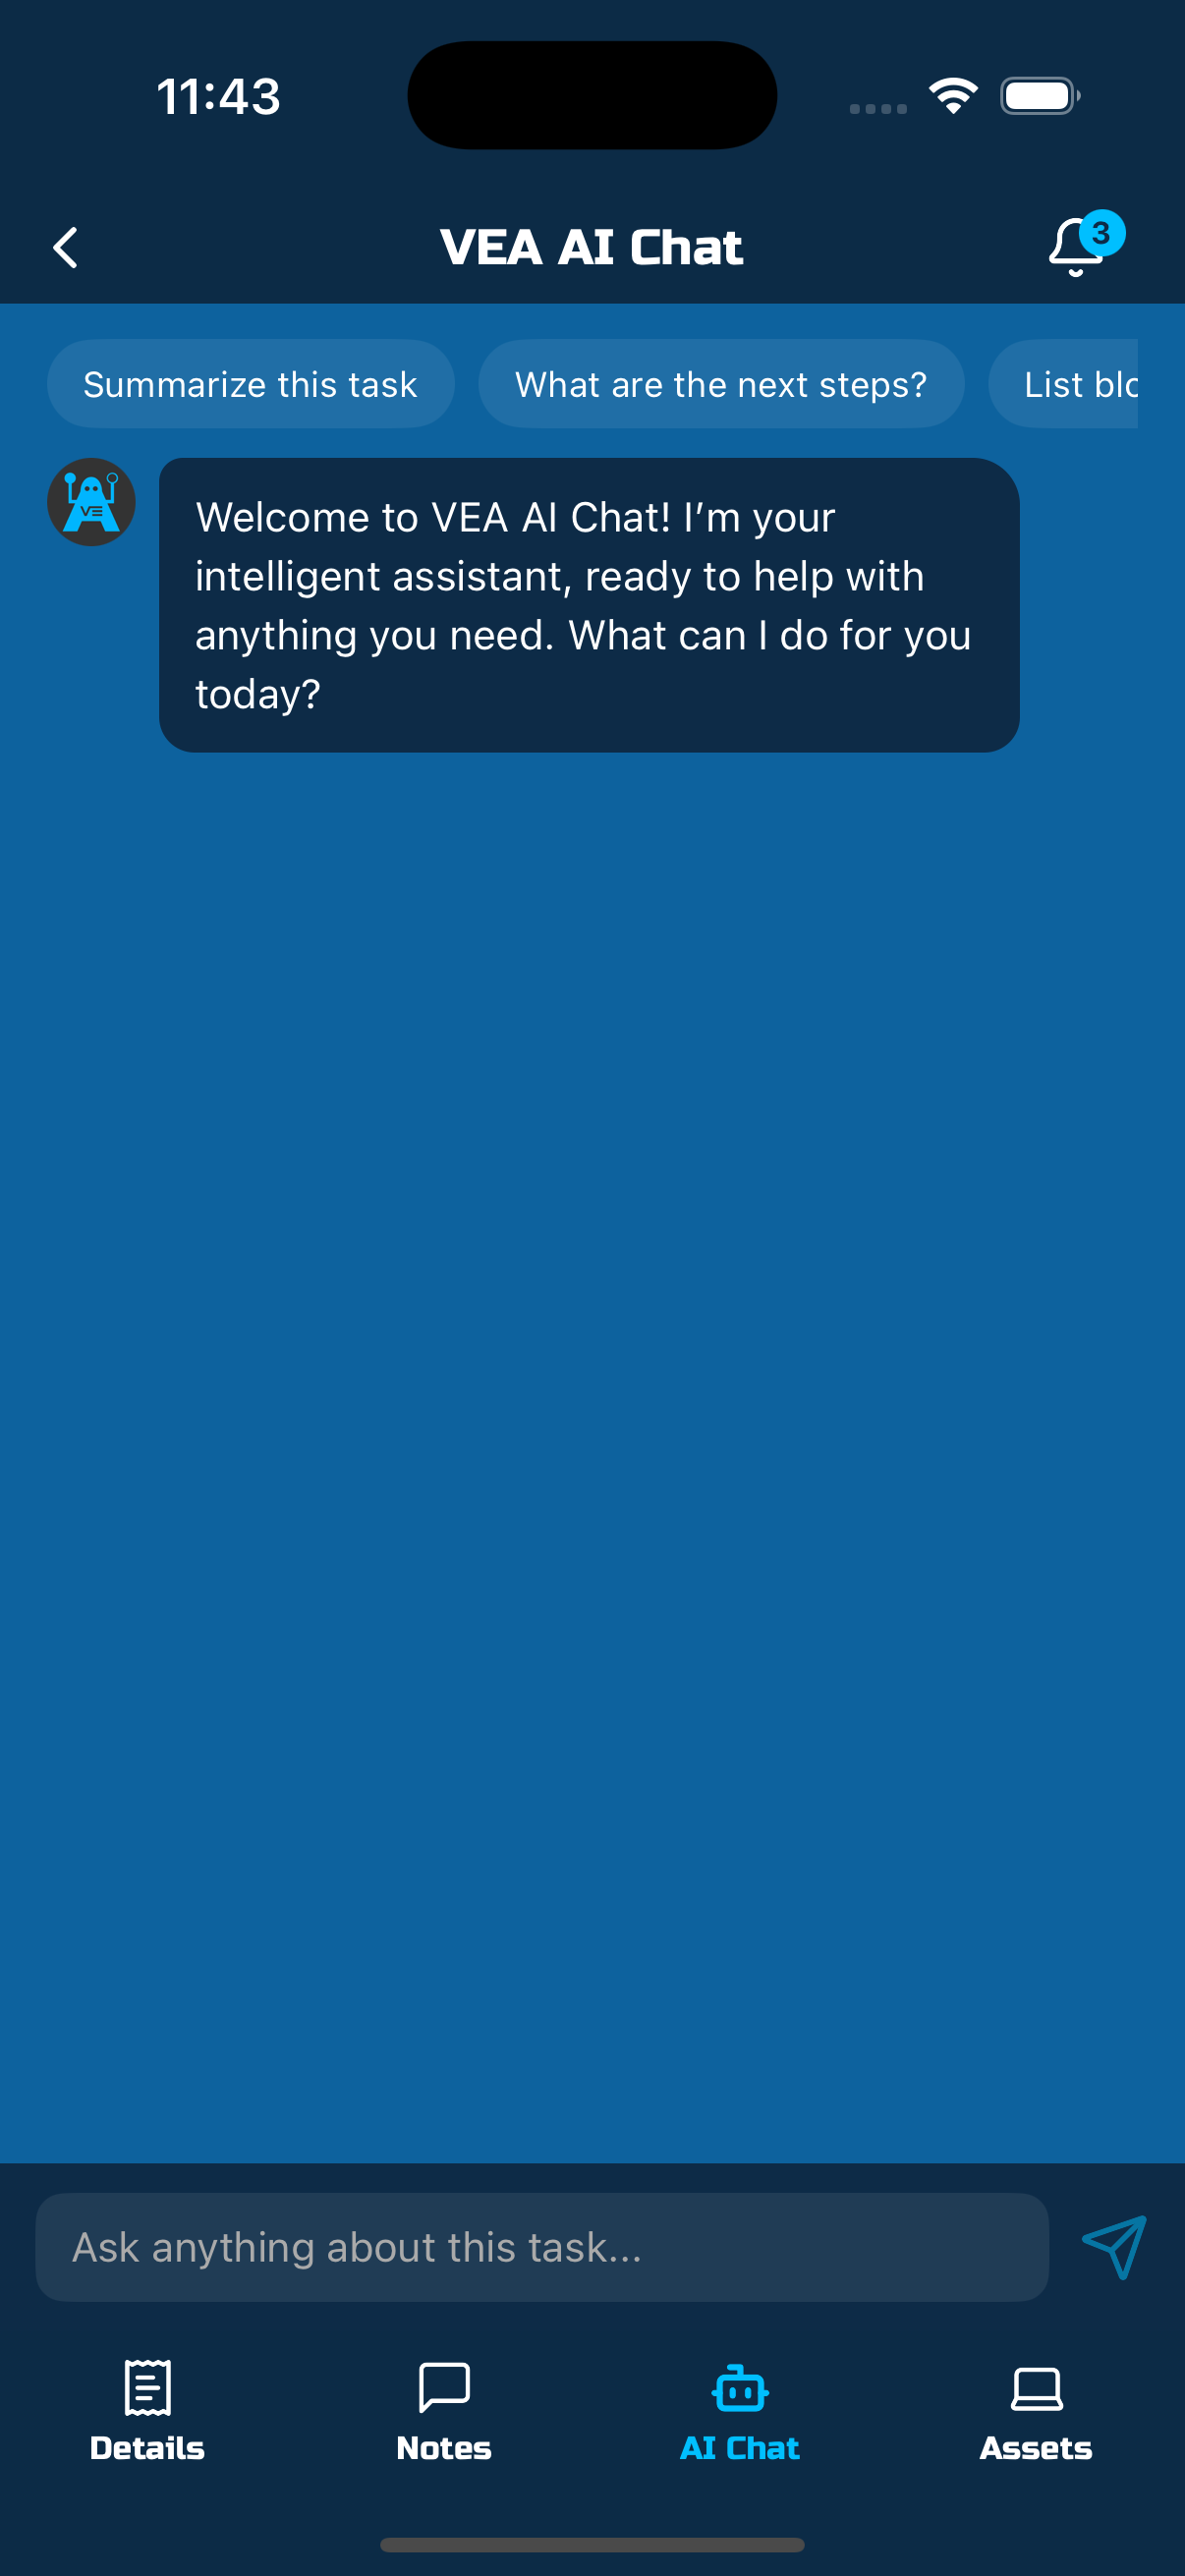 11:43
VEA AI Chat
3
Summarize this task
What are the next steps?
List blo
VE
Welcome to VEA AI Chat! I’m your
intelligent assistant, ready to help with
anything you need. What can I do for you
today?
Ask anything about this task...
Details
Notes
AI Chat
Assets